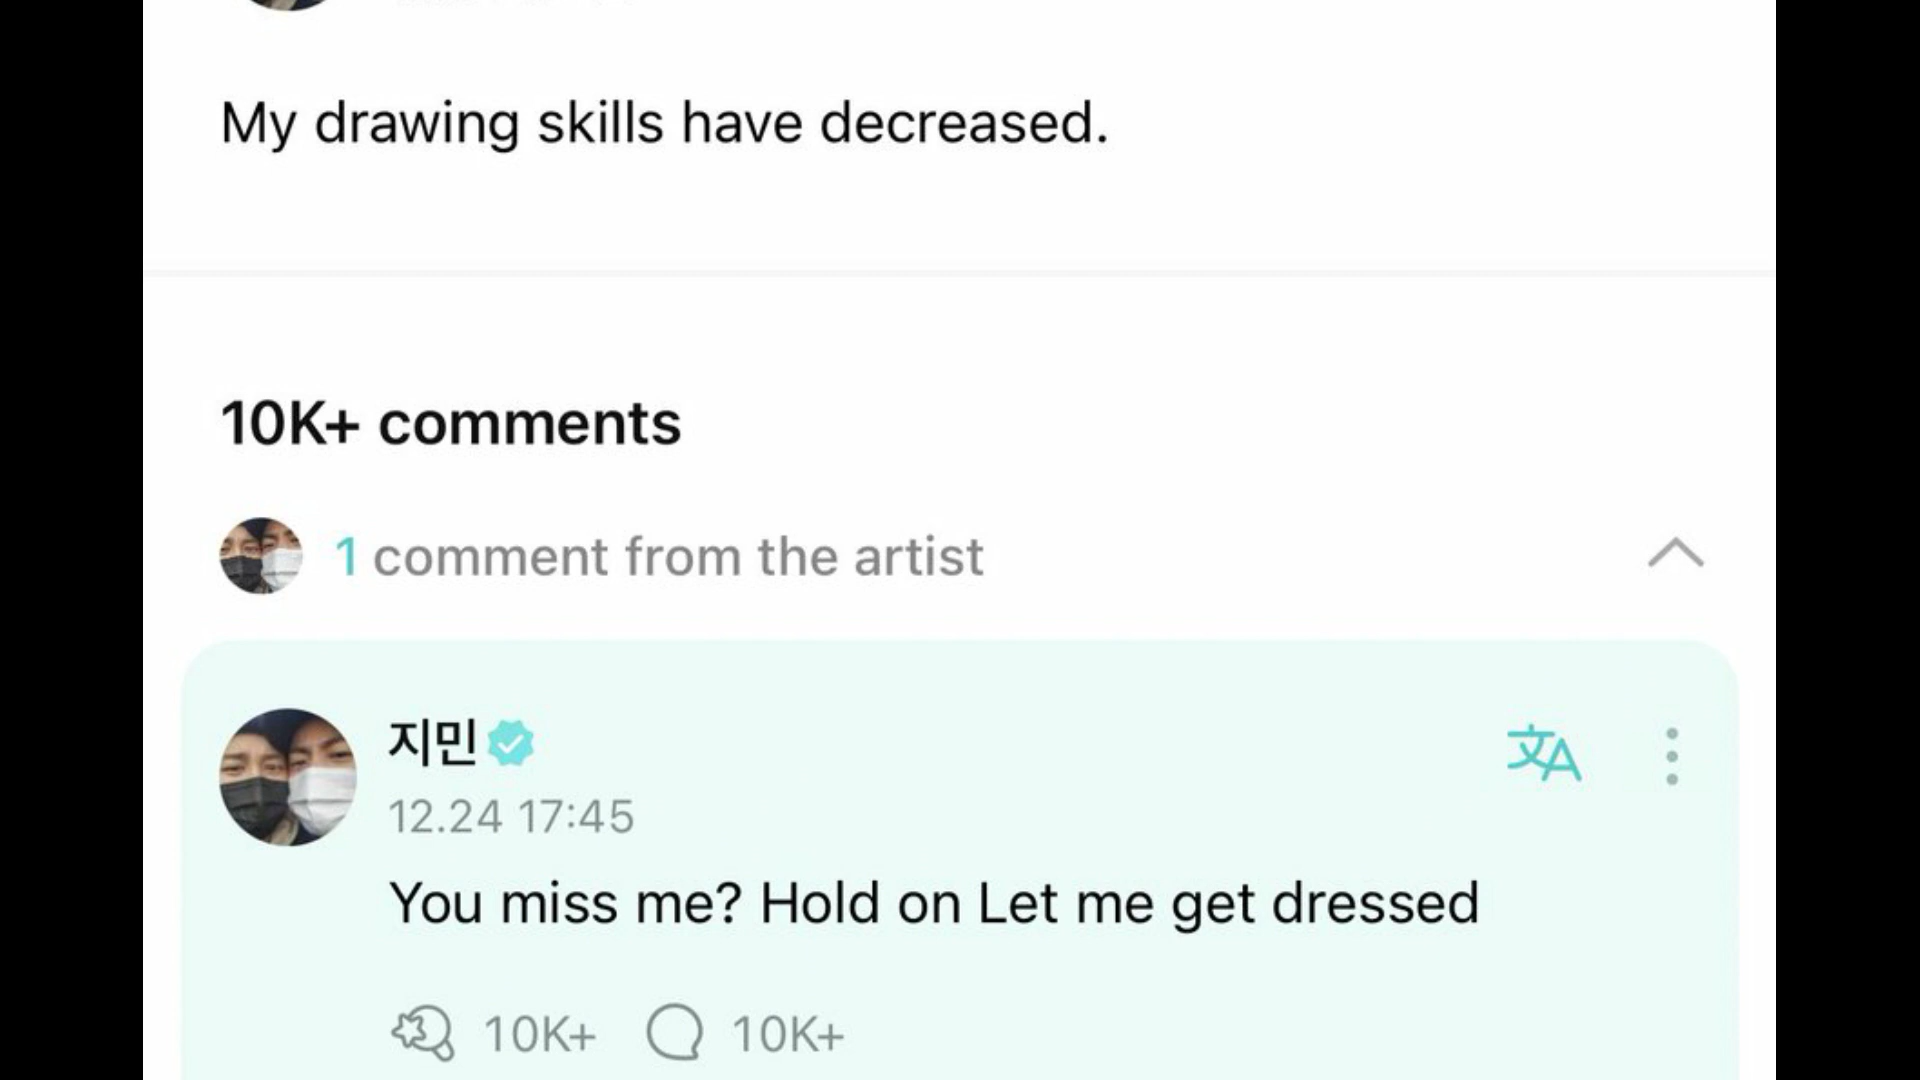 My drawing skills have decreased.
10K+ comments
1 comment from the artist
지민
12.24 17:45
You miss me? Hold on Let me get dressed
10K+ 10K+